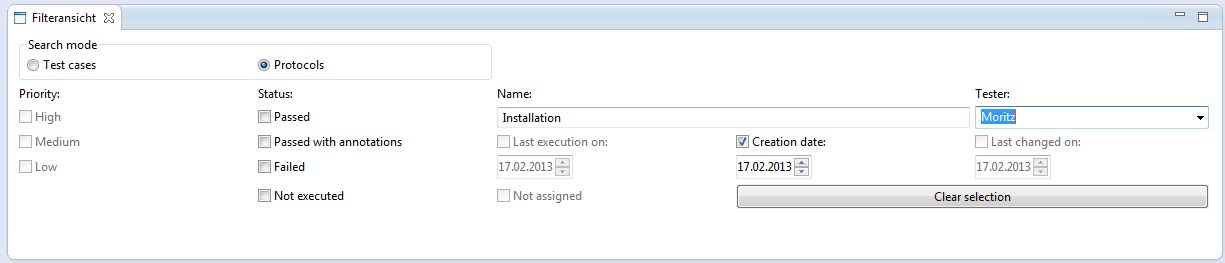 Filteransicht
Search mode
Test cases Protocols
Priority: Status: Name: Tester:
High Passed Installation Moritz
Medium Passed with annotations Last execution on: Creation date: Last changed on:
Low Failed 17.02.2013 17.02.2013 17.02.2013
Not executed Not assigned Clear selection